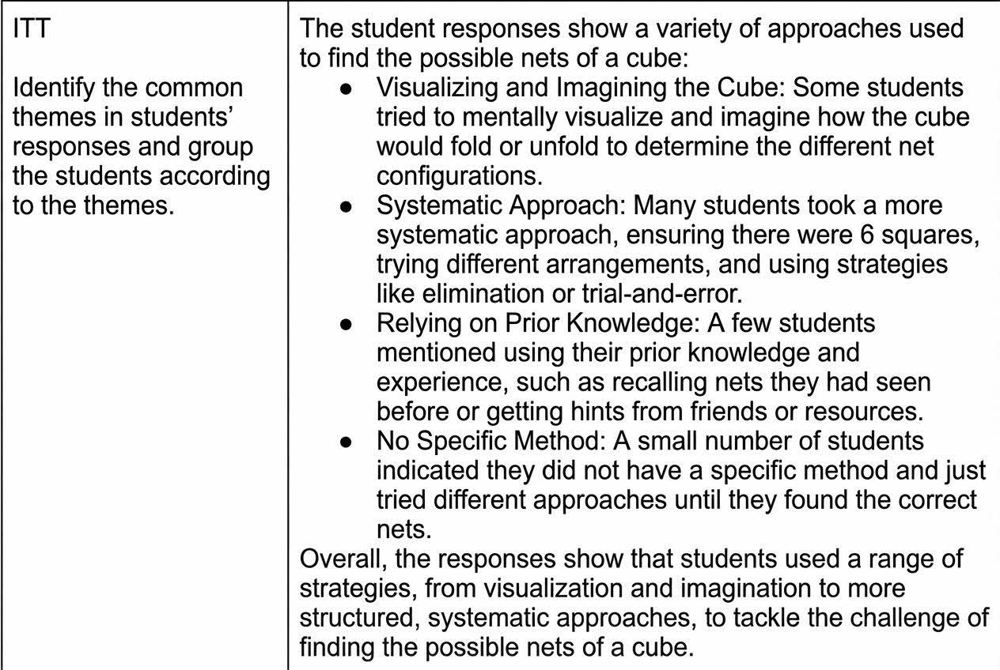 ITT
Identify the common
themes in students’
responses and group
the students according
to the themes.
The student responses show a variety of approaches used
to find the possible nets of a cube:
● Visualizing and Imagining the Cube: Some students
tried to mentally visualize and imagine how the cube
would fold or unfold to determine the different net
configurations.
● Systematic Approach: Many students took a more
systematic approach, ensuring there were 6 squares,
trying different arrangements, and using strategies
like elimination or trial-and-error.
● Relying on Prior Knowledge: A few students
mentioned using their prior knowledge and
experience, such as recalling nets they had seen
before or getting hints from friends or resources.
● No Specific Method: A small number of students
indicated they did not have a specific method and just
tried different approaches until they found the correct
nets.
Overall, the responses show that students used a range of
strategies, from visualization and imagination to more
structured, systematic approaches, to tackle the challenge of
finding the possible nets of a cube.